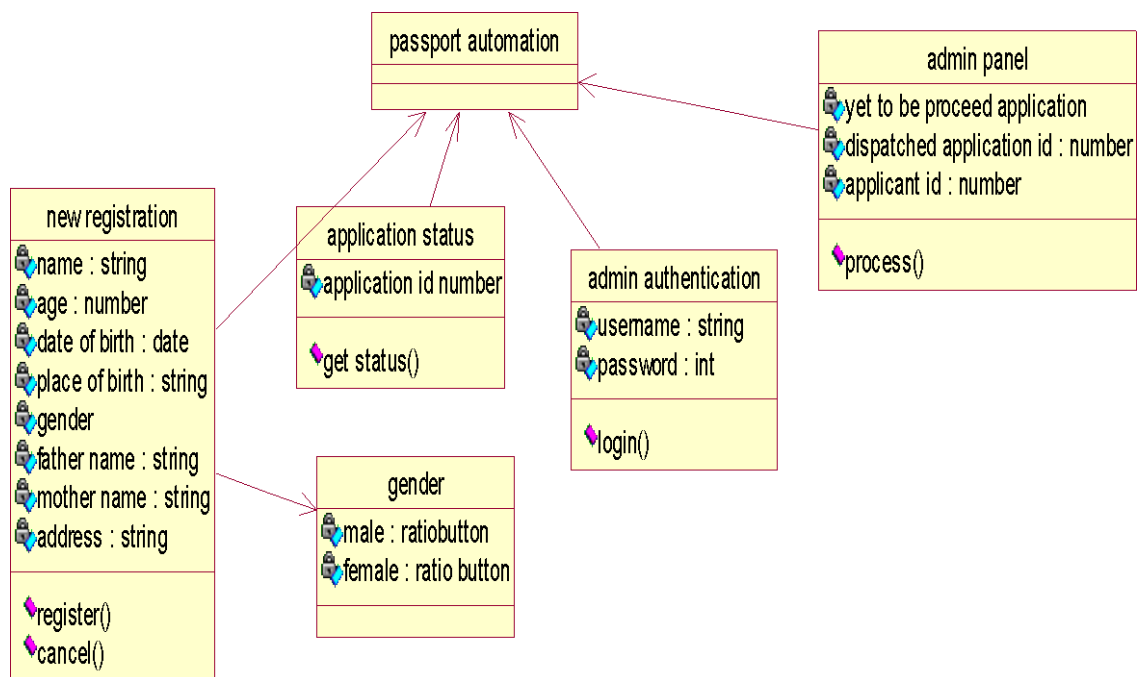 passport automation
admin panel
yet to be proceed application
dispatched application id : number
applicant id : number
process()
new registration
name : string
age : number
date of birth : date
place of birth : string
gender
father name : string
mother name : string
address : string
register()
cancel()
application status
application id number
get status()
admin authentication
username : string
password : int
login()
gender
male : ratiobutton
female : ratio button